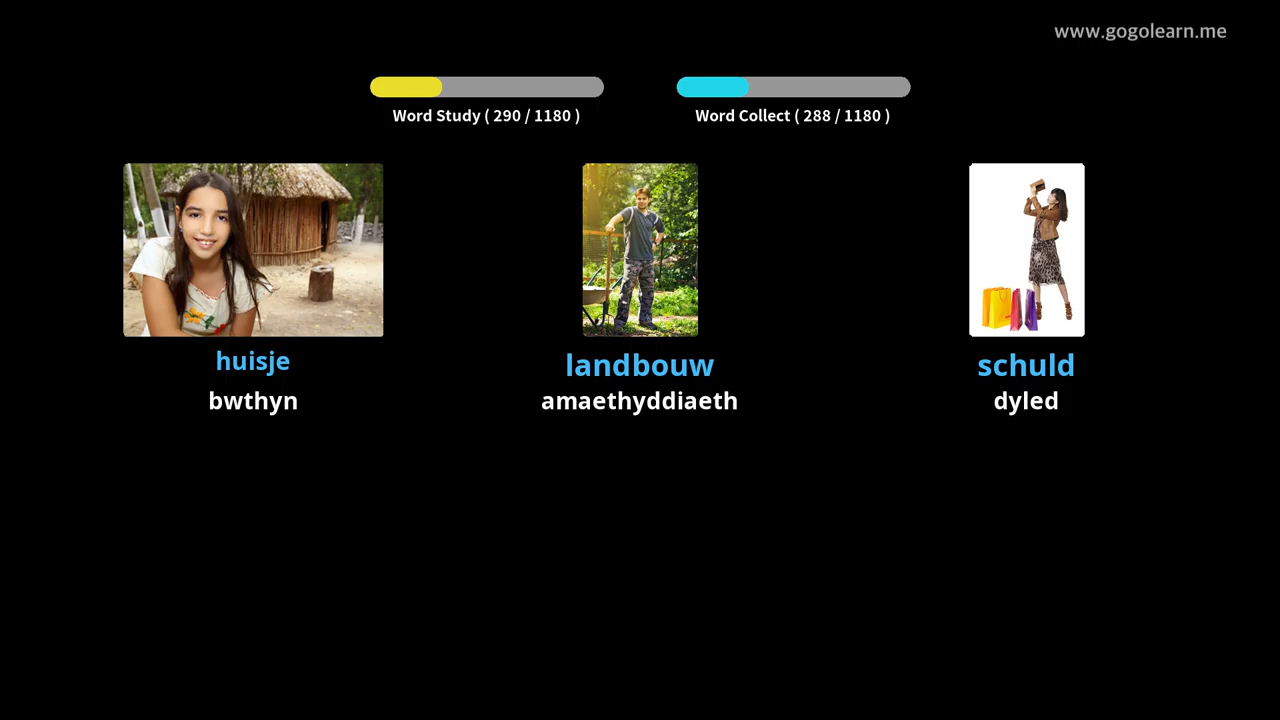 www.gogolearn.me
Word Study ( 290 / 1180 )
Word Collect ( 288 / 1180 )
huisje
landbouw
schuld
bwthyn
amaethyddiaeth
dyled